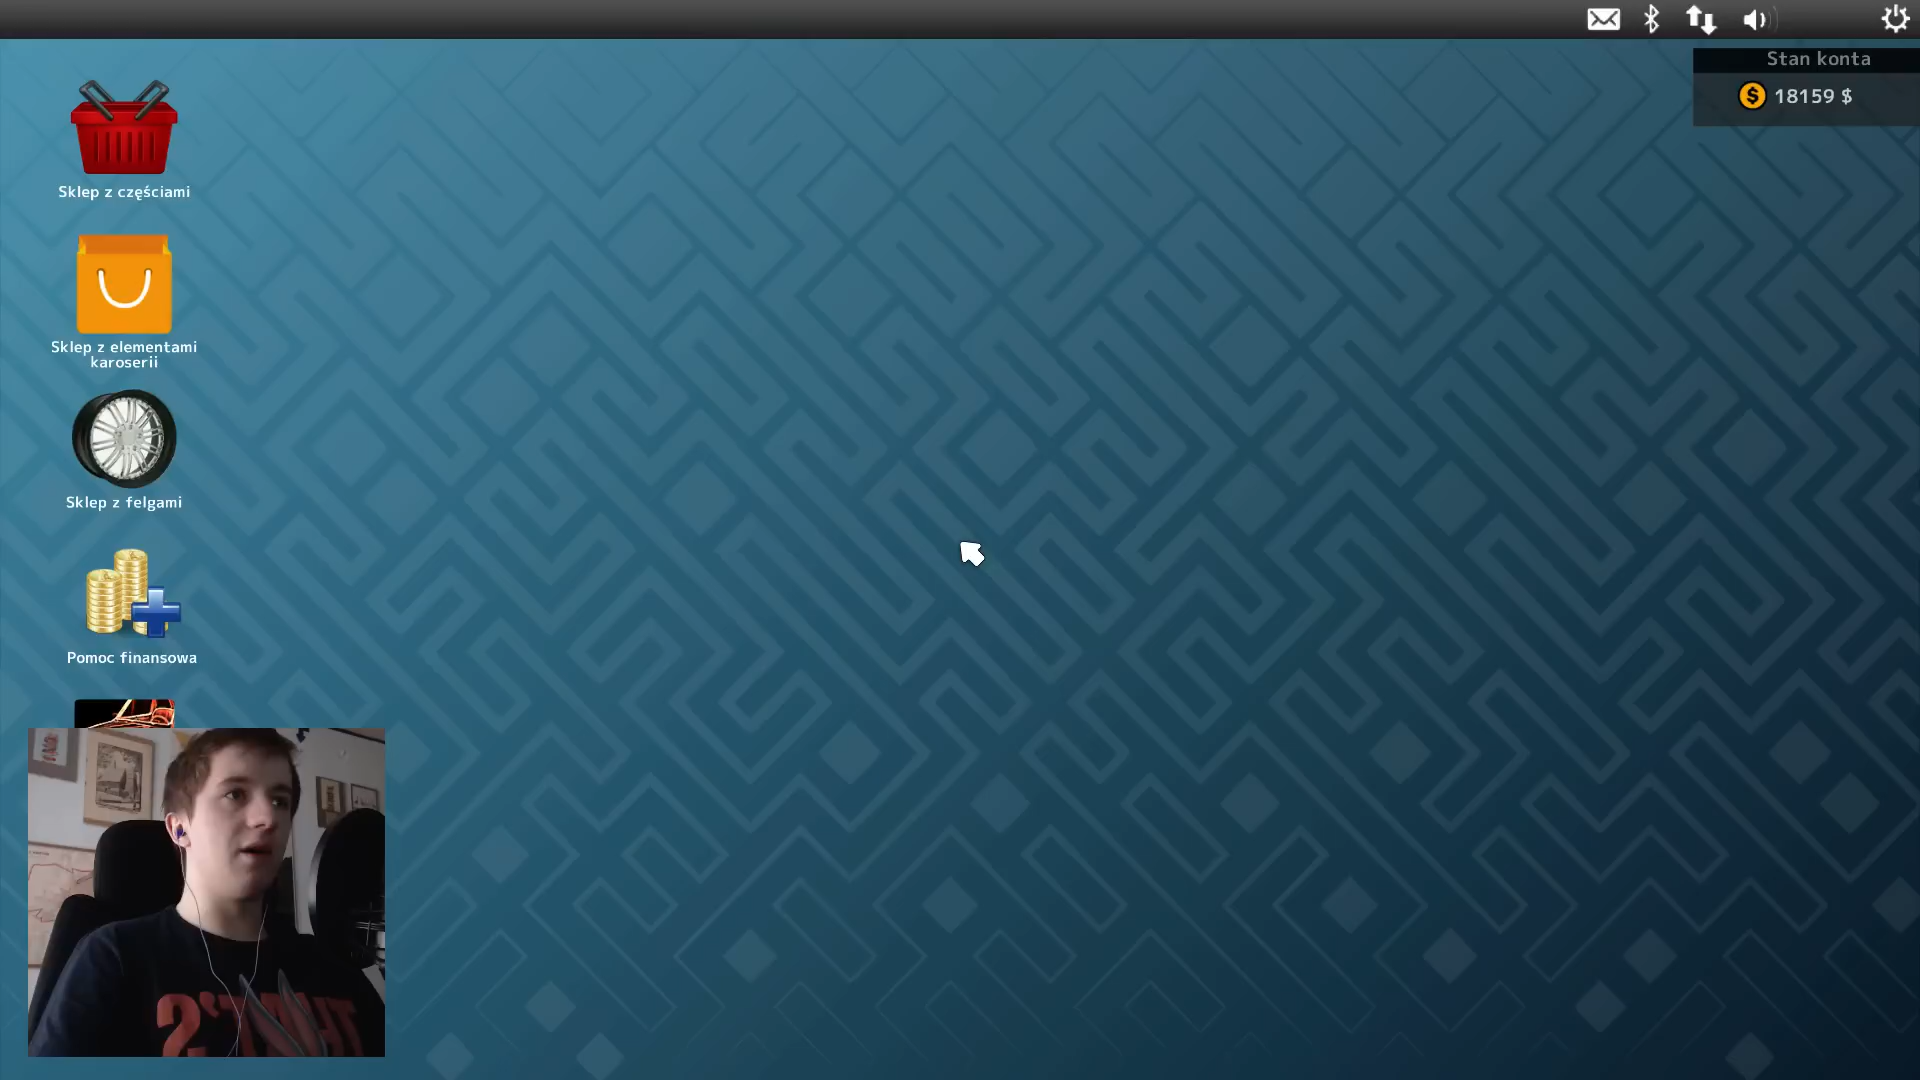 Stan konta
18159 $
Sklep z częściami
Sklep z elementami
karoserii
Sklep z felgami
Pomoc finansowa